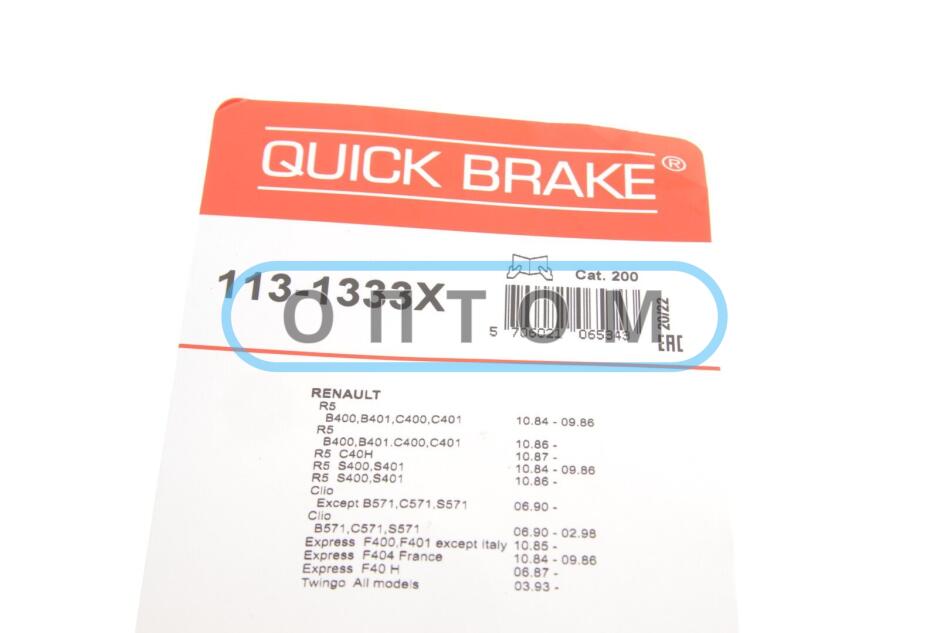 QUICK BRAKE®
113-1333X
Cat. 200
5 706021 065343
20/22
EAC
ОПТОМ
RENAULT
R5
B400,B401,C400,C401 10.84 - 09.86
R5
B400,B401.C400,C401 10.86 -
R5 C40H 10.87 -
R5 S400,S401 10.84 - 09.86
R5 S400,S401 10.86 -
Clio
Except B571,C571,S571 06.90 -
Clio
B571,C571,S571 06.90 - 02.98
Express F400,F401 except italy 10.85 -
Express F404 France 10.84 - 09.86
Express F40 H 06.87 -
Twingo All models 03.93 -